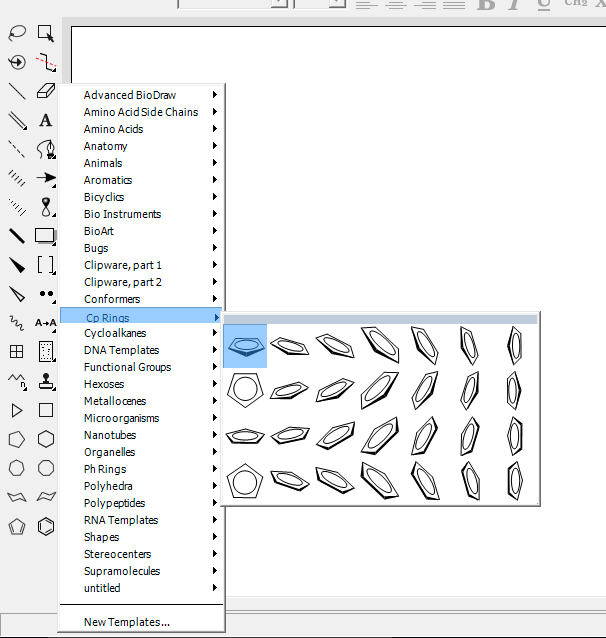 B I U CH2 X
A
A→A
n
Advanced BioDraw
Amino Acid Side Chains
Amino Acids
Anatomy
Animals
Aromatics
Bicyclics
Bio Instruments
BioArt
Bugs
Clipware, part 1
Clipware, part 2
Conformers
Cp Rings
Cycloalkanes
DNA Templates
Functional Groups
Hexoses
Metallocenes
Microorganisms
Nanotubes
Organelles
Ph Rings
Polyhedra
Polypeptides
RNA Templates
Shapes
Stereocenters
Supramolecules
untitled
New Templates...